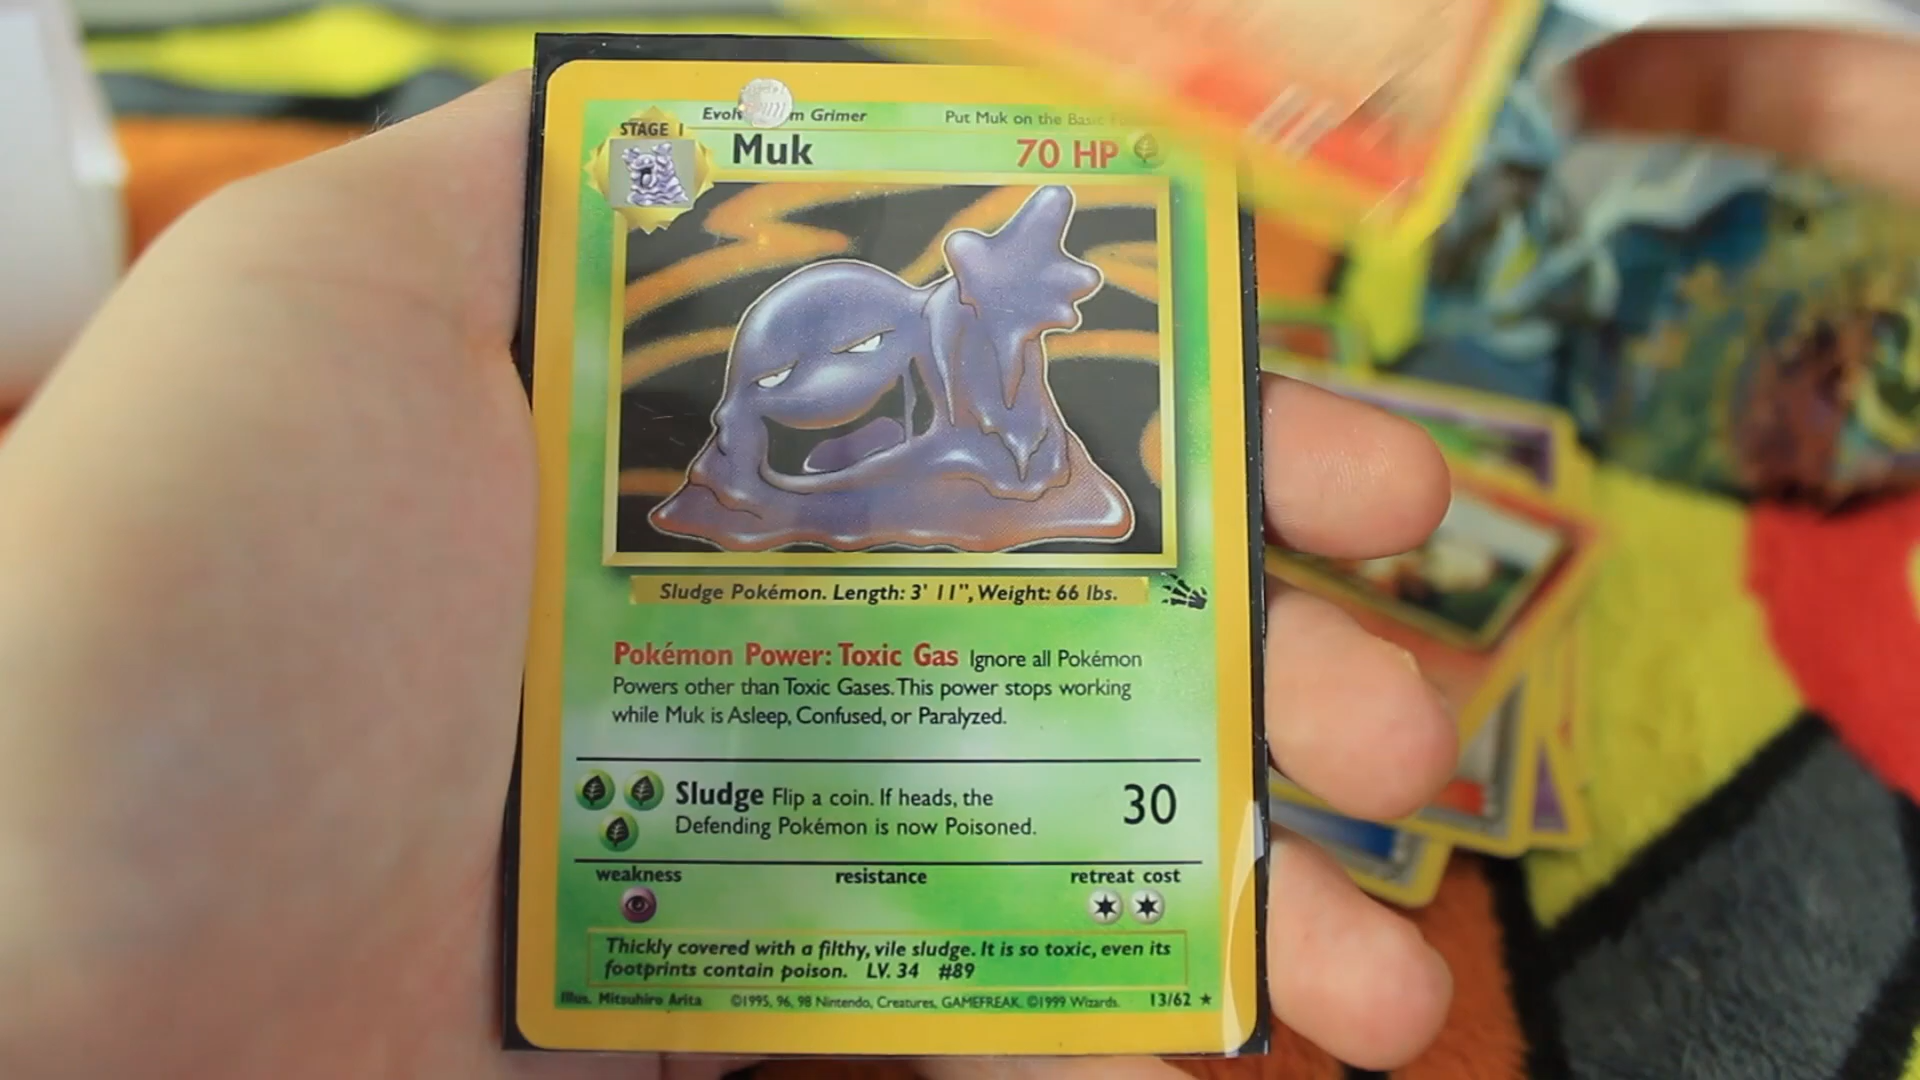 Evol m Grimer Put Muk on the Basic
STAGE 1
Muk 70 HP
Sludge Pokémon. Length: 3' 11", Weight: 66 lbs.
Pokémon Power: Toxic Gas Ignore all Pokémon
Powers other than Toxic Gases. This power stops working
while Muk is Asleep, Confused, or Paralyzed.
Sludge Flip a coin. If heads, the 30
Defending Pokémon is now Poisoned.
weakness resistance retreat cost
Thickly covered with a filthy, vile sludge. It is so toxic, even its
footprints contain poison. LV. 34 #89
Illus. Mitsuhiro Arita ©1995, 96, 98 Nintendo, Creatures, GAMEFREAK. ©1999 Wizards. 13/62 ★